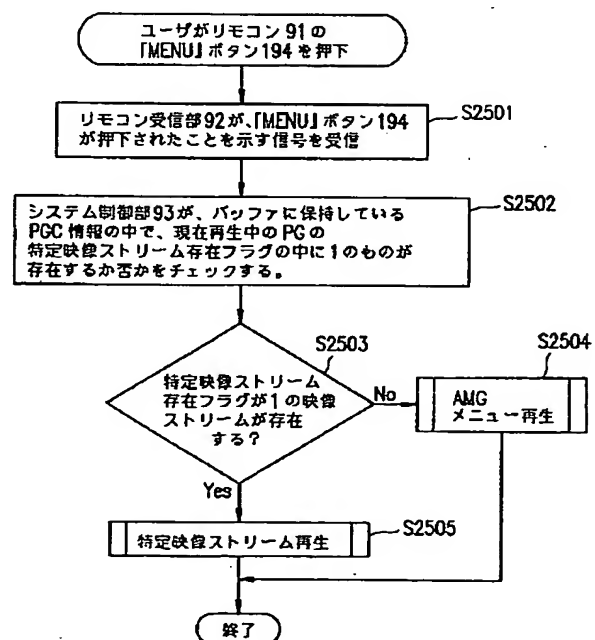 ユーザがリモコン91の
「MENU」ボタン194を押下
リモコン受信部92が、「MENU」ボタン194
が押下されたことを示す信号を受信
S2501
システム制御部93が、バッファに保持している
PGC情報の中で、現在再生中のPGの
特定映像ストリーム存在フラグの中に1のものが
存在するか否かをチェックする。
S2502
S2503
特定映像ストリーム
存在フラグが1の映像
ストリームが存在
する?
No
S2504
AMG
メニュー再生
Yes
特定映像ストリーム再生
S2505
終了